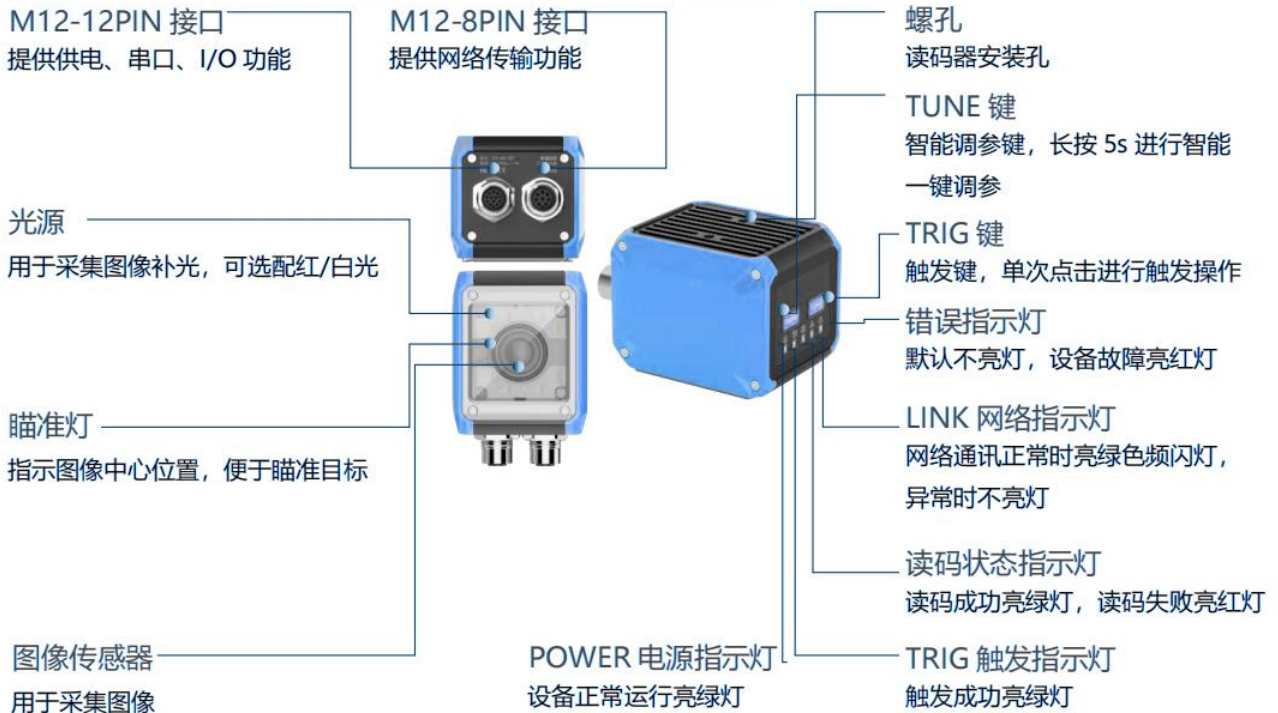 M12-12PIN 接口
提供供电、串口、I/O 功能
M12-8PIN 接口
提供网络传输功能
螺孔
读码器安装孔
TUNE 键
智能调参键，长按 5s 进行智能
一键调参
光源
用于采集图像补光，可选配红/白光
TRIG 键
触发键，单次点击进行触发操作
错误指示灯
默认不亮灯，设备故障亮红灯
瞄准灯
指示图像中心位置，便于瞄准目标
LINK 网络指示灯
网络通讯正常时亮绿色频闪灯，
异常时不亮灯
读码状态指示灯
读码成功亮绿灯，读码失败亮红灯
图像传感器
用于采集图像
POWER 电源指示灯
设备正常运行亮绿灯
TRIG 触发指示灯
触发成功亮绿灯